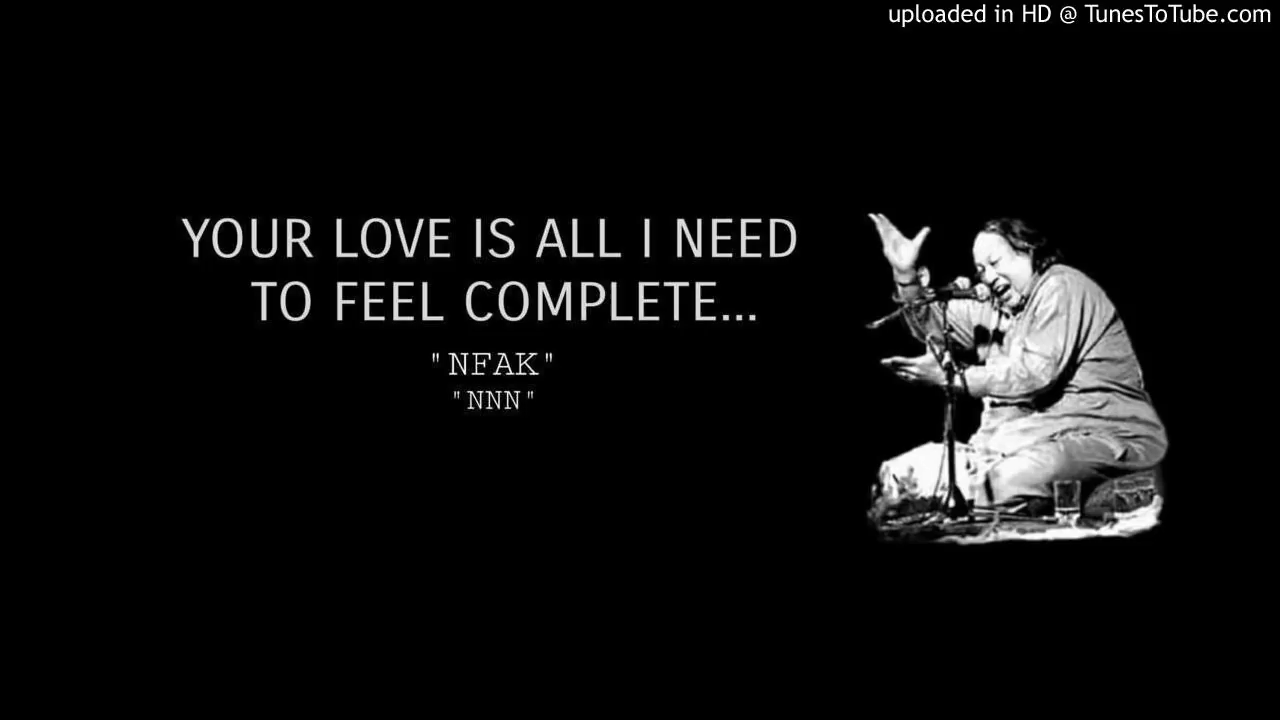 uploaded in HD @ TunesToTube.com
YOUR LOVE IS ALL I NEED
TO FEEL COMPLETE...
"NFAK"
"NNN"